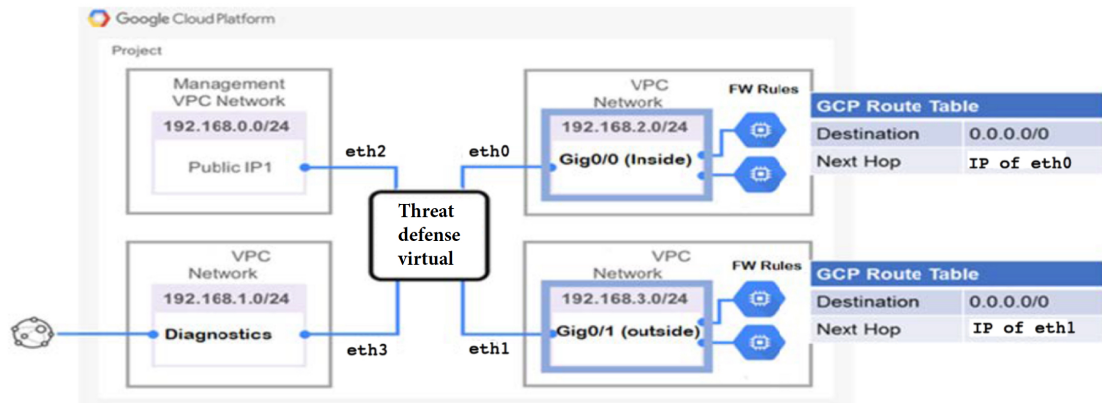 Google Cloud Platform
Project
Management
VPC Network
192.168.0.0/24
Public IP1
eth2
eth0
VPC
Network
192.168.2.0/24
Gig0/0 (Inside)
FW Rules
GCP Route Table
Destination 0.0.0.0/0
Next Hop IP of eth0
Threat
defense
virtual
VPC
Network
192.168.1.0/24
Diagnostics
eth3
eth1
VPC
Network
192.168.3.0/24
Gig0/1 (outside)
FW Rules
GCP Route Table
Destination 0.0.0.0/0
Next Hop IP of eth1